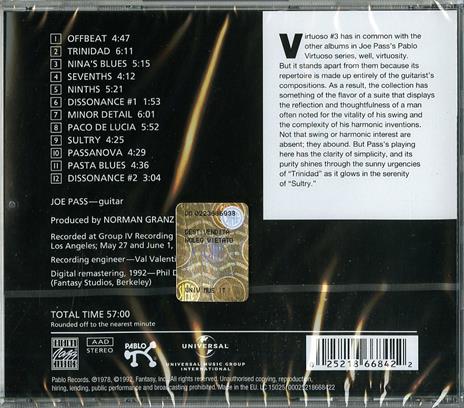 1 OFFBEAT 4:47
2 TRINIDAD 6:11
3 NINA'S BLUES 5:15
4 SEVENTHS 4:12
5 NINTHS 5:21
6 DISSONANCE #1 1:53
7 MINOR DETAIL 6:01
8 PACO DE LUCIA 5:52
9 SULTRY 4:25
10 PASSANOVA 4:29
11 PASTA BLUES 4:36
12 DISSONANCE #2 3:04
JOE PASS—guitar
Produced by NORMAN GRANZ
Recorded at Group IV Recording
Los Angeles; May 27 and June 1,
Recording engineer—Val Valenti
Digital remastering, 1992—Phil D
(Fantasy Studios, Berkeley)
TOTAL TIME 57:00
Rounded off to the nearest minute
Virtuoso #3 has in common with the
other albums in Joe Pass's Pablo
Virtuoso series, well, virtuosity.
But it stands apart from them because its
repertoire is made up entirely of the guitarist's
compositions. As a result, the collection has
something of the flavor of a suite that displays
the reflection and thoughtfulness of a man
often noted for the vitality of his swing and
the complexity of his harmonic inventions.
Not that swing or harmonic interest are
absent; they abound. But Pass's playing
here has the clarity of simplicity, and its
purity shines through the sunny urgencies
of "Trinidad" as it glows in the serenity
of "Sultry."
VENDITA
NOLEG VIETATO
UNIV MUS IT
AAD
STEREO
PABLO
UNIVERSAL
UNIVERSAL MUSIC GROUP
INTERNATIONAL
0 25218 66842 2
Pablo Records. ℗1978, ©1992, Fantasy, Inc. All rights reserved. Unauthorised copying, reproduction,
hiring, lending, public performance and broadcasting prohibited. Made in the EU. LC 15025 00025218668422